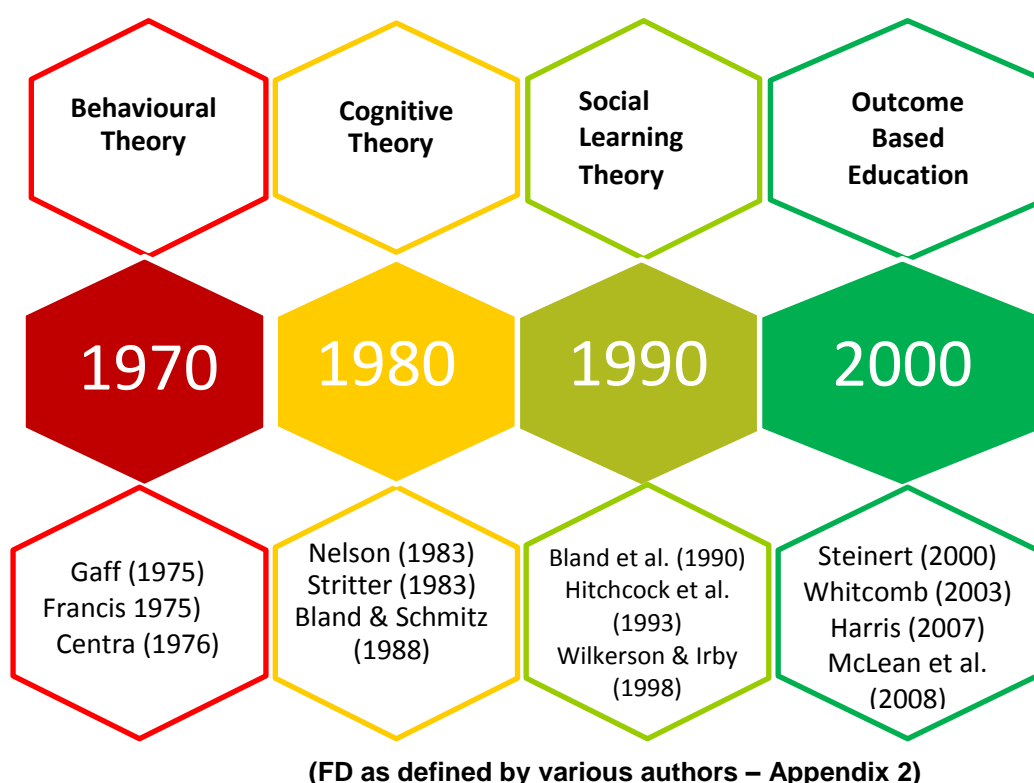 Behavioural
Theory
Cognitive
Theory
Social
Learning
Theory
Outcome
Based
Education
1970
1980
1990
2000
Gaff (1975)
Francis 1975)
Centra (1976)
Nelson (1983)
Stritter (1983)
Bland & Schmitz
(1988)
Bland et al. (1990)
Hitchcock et al.
(1993)
Wilkerson & Irby
(1998)
Steinert (2000)
Whitcomb (2003)
Harris (2007)
McLean et al.
(2008)
(FD as defined by various authors – Appendix 2)